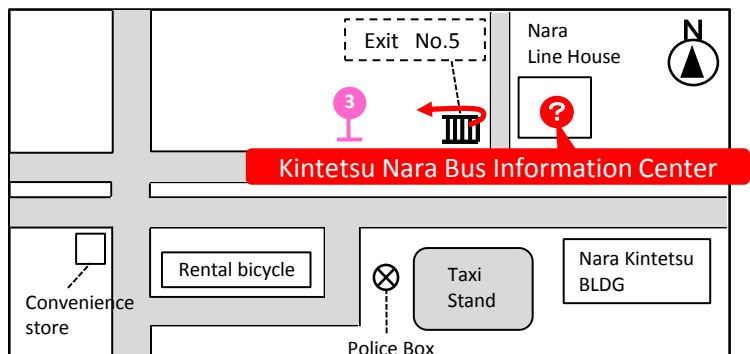 Exit No.5
Nara
Line House
N
3
?
Kintetsu Nara Bus Information Center
Rental bicycle
Taxi
Stand
Nara Kintetsu
BLDG
Convenience
store
Police Box